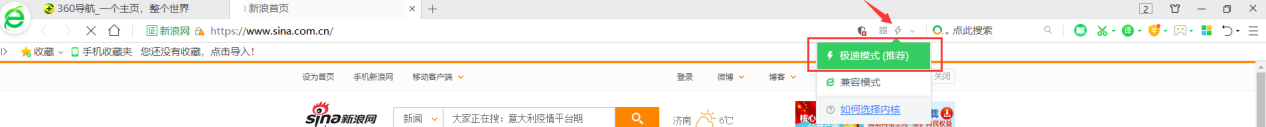 360导航_一个主页，整个世界
新浪首页
2
证 新浪网
https://www.sina.com.cn/
点此搜索
收藏
手机收藏夹
您还没有收藏，点击导入！
极速模式 (推荐)
兼容模式
如何选择内核
设为首页
手机新浪网
移动客户端
登录
微博
博客
关闭
sina新浪网
新闻
大家正在搜：意大利疫情平台期
济南
6℃